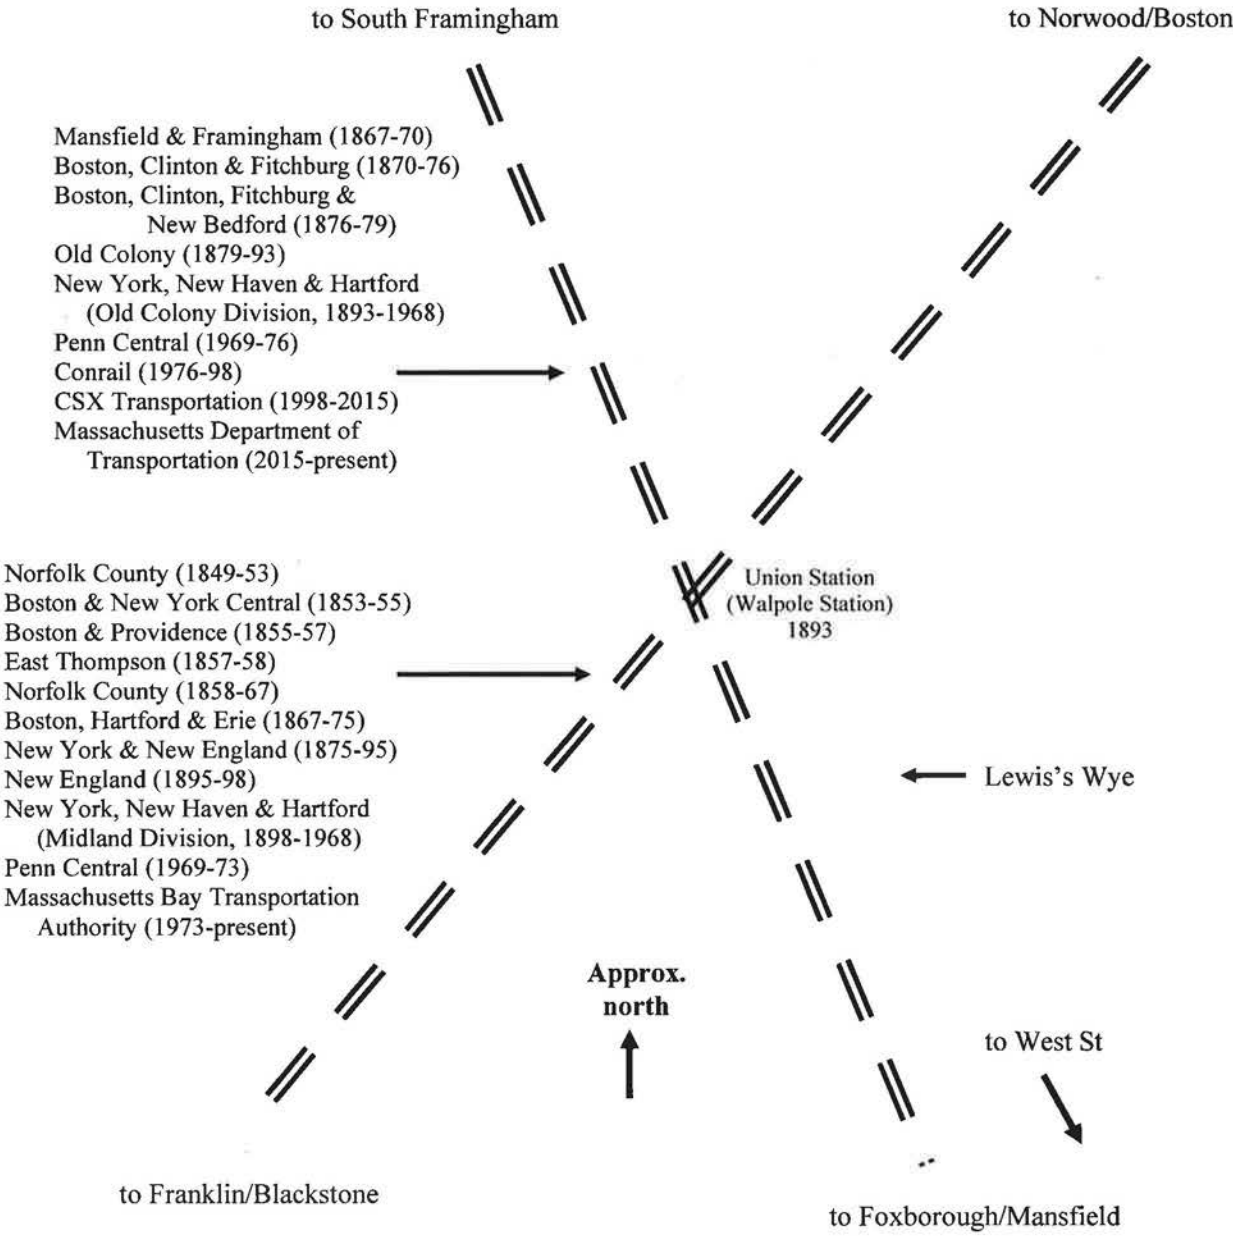 to South Framingham
to Norwood/Boston
Mansfield & Framingham (1867-70)
Boston, Clinton & Fitchburg (1870-76)
Boston, Clinton, Fitchburg &
New Bedford (1876-79)
Old Colony (1879-93)
New York, New Haven & Hartford
(Old Colony Division, 1893-1968)
Penn Central (1969-76)
Conrail (1976-98)
CSX Transportation (1998-2015)
Massachusetts Department of
Transportation (2015-present)
Norfolk County (1849-53)
Boston & New York Central (1853-55)
Boston & Providence (1855-57)
East Thompson (1857-58)
Norfolk County (1858-67)
Boston, Hartford & Erie (1867-75)
New York & New England (1875-95)
New England (1895-98)
New York, New Haven & Hartford
(Midland Division, 1898-1968)
Penn Central (1969-73)
Massachusetts Bay Transportation
Authority (1973-present)
Union Station
(Walpole Station)
1893
Lewis's Wye
Approx.
north
to West St
to Franklin/Blackstone
to Foxborough/Mansfield